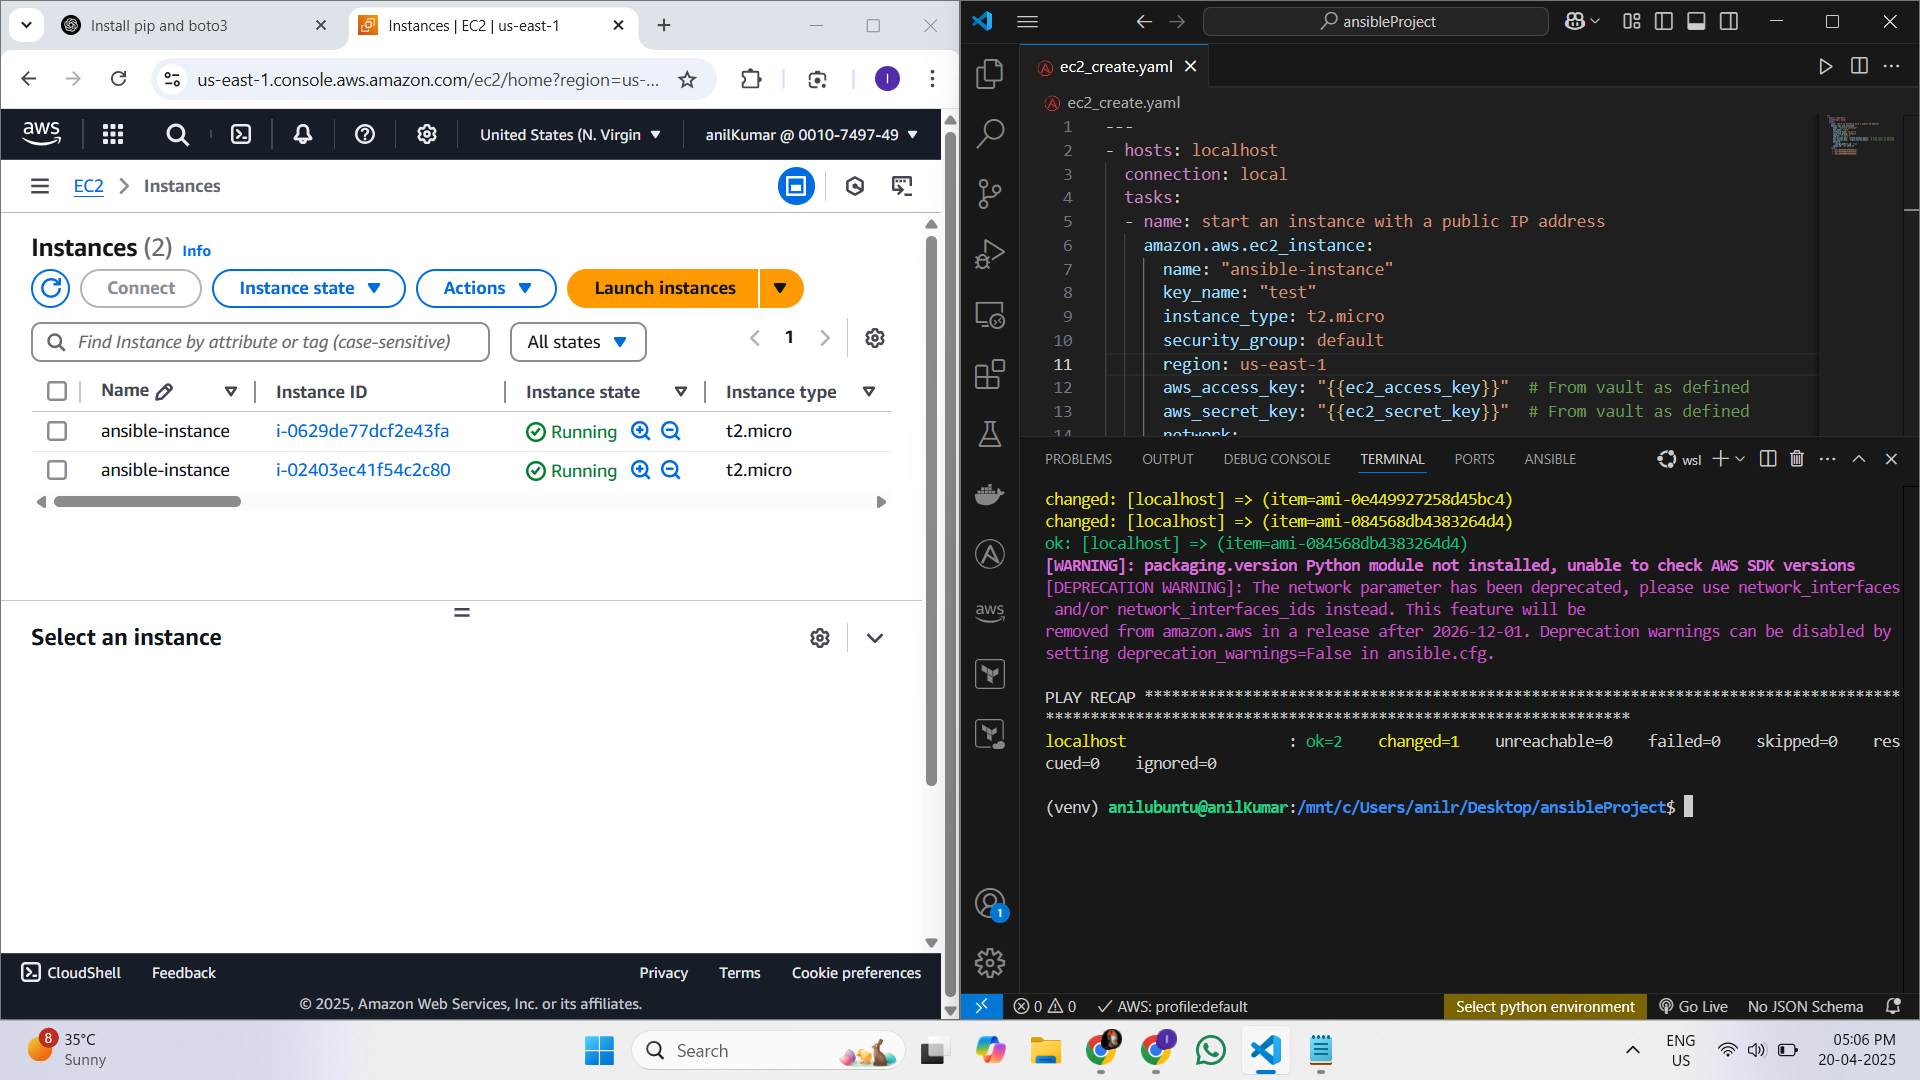 Install pip and boto3
Instances | EC2 | us-east-1
us-east-1.console.aws.amazon.com/ec2/home?region=us-...
I
aws
United States (N. Virgin
anilKumar @ 0010-7497-49
EC2
Instances
Instances (2) Info
Connect
Instance state
Actions
Launch instances
Find Instance by attribute or tag (case-sensitive)
All states
1
Name
Instance ID
Instance state
Instance type
ansible-instance i-0629de77dcf2e43fa Running t2.micro
ansible-instance i-02403ec41f54c2c80 Running t2.micro
Select an instance
CloudShell Feedback Privacy Terms Cookie preferences
© 2025, Amazon Web Services, Inc. or its affiliates.
ansibleProject
ec2_create.yaml
ec2_create.yaml
1 ---
2 - hosts: localhost
3 connection: local
4 tasks:
5 - name: start an instance with a public IP address
6 amazon.aws.ec2_instance:
7 name: "ansible-instance"
8 key_name: "test"
9 instance_type: t2.micro
10 security_group: default
11 region: us-east-1
12 aws_access_key: "{{ec2_access_key}}" # From vault as defined
13 aws_secret_key: "{{ec2_secret_key}}" # From vault as defined
14 network:
PROBLEMS OUTPUT DEBUG CONSOLE TERMINAL PORTS ANSIBLE
wsl
changed: [localhost] => (item=ami-0e449927258d45bc4)
changed: [localhost] => (item=ami-084568db4383264d4)
ok: [localhost] => (item=ami-084568db4383264d4)
[WARNING]: packaging.version Python module not installed, unable to check AWS SDK versions
[DEPRECATION WARNING]: The network parameter has been deprecated, please use network_interfaces
and/or network_interfaces_ids instead. This feature will be
removed from amazon.aws in a release after 2026-12-01. Deprecation warnings can be disabled by
setting deprecation_warnings=False in ansible.cfg.
PLAY RECAP ************************************************************************************
*****************************************************************
localhost : ok=2 changed=1 unreachable=0 failed=0 skipped=0 res
cued=0 ignored=0
(venv) anilubuntu@anilKumar:/mnt/c/Users/anilr/Desktop/ansibleProject$
aws
1
0 0 AWS: profile:default
Select python environment
Go Live
No JSON Schema
8
35°C
Sunny
Search
I
ENG
US
05:06 PM
20-04-2025